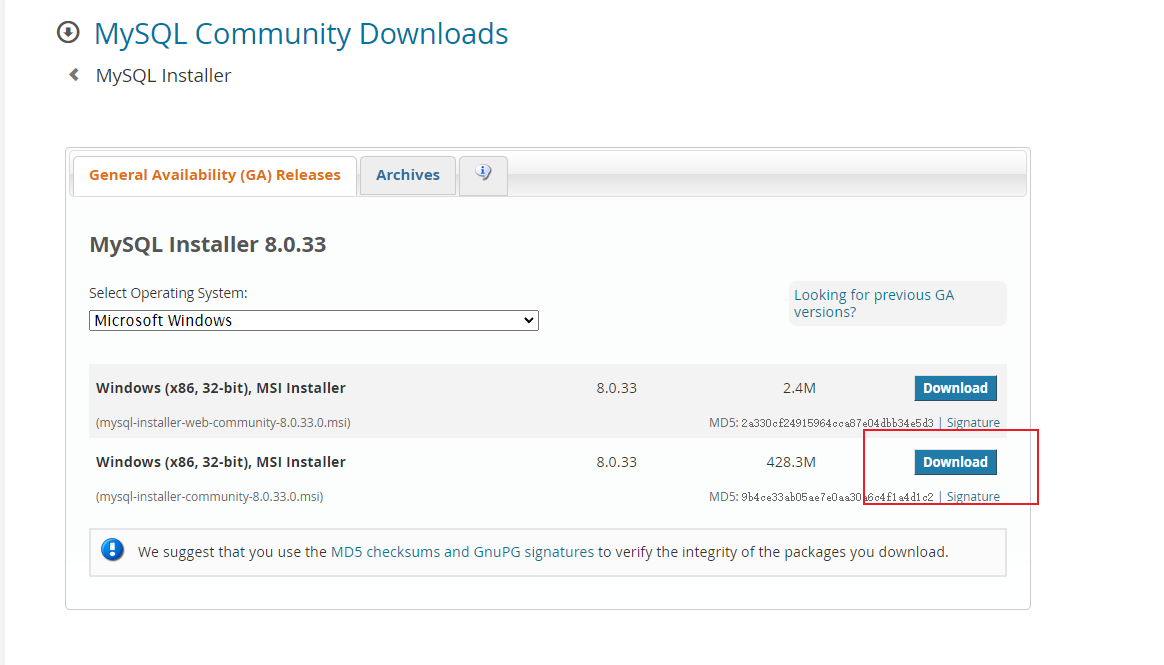 MySQL Community Downloads
MySQL Installer
General Availability (GA) Releases
Archives
MySQL Installer 8.0.33
Select Operating System:
Looking for previous GA
versions?
Microsoft Windows
Windows (x86, 32-bit), MSI Installer 8.0.33 2.4M Download
(mysql-installer-web-community-8.0.33.0.msi) MD5: 2a330cf24915964cca87e04dbb34e5d3 | Signature
Windows (x86, 32-bit), MSI Installer 8.0.33 428.3M Download
(mysql-installer-community-8.0.33.0.msi) MD5: 9b4ce33ab05ae7e0aa30a6c4f1a4d1c2 | Signature
We suggest that you use the MD5 checksums and GnuPG signatures to verify the integrity of the packages you download.